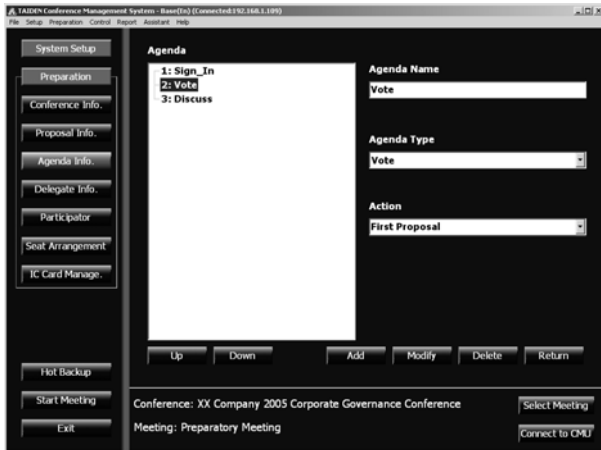 TAIDEN Conference Management System - Base(En) (Connected:192.168.1.109)
File Setup Preparation Control Report Assistant Help
System Setup
Preparation
Conference Info.
Proposal Info.
Agenda Info.
Delegate Info.
Participator
Seat Arrangement
IC Card Manage.
Hot Backup
Start Meeting
Exit
Agenda
1: Sign_In
2: Vote
3: Discuss
Agenda Name
Vote
Agenda Type
Vote
Action
First Proposal
Up Down Add Modify Delete Return
Conference: XX Company 2005 Corporate Governance Conference
Meeting: Preparatory Meeting
Select Meeting
Connect to CMU